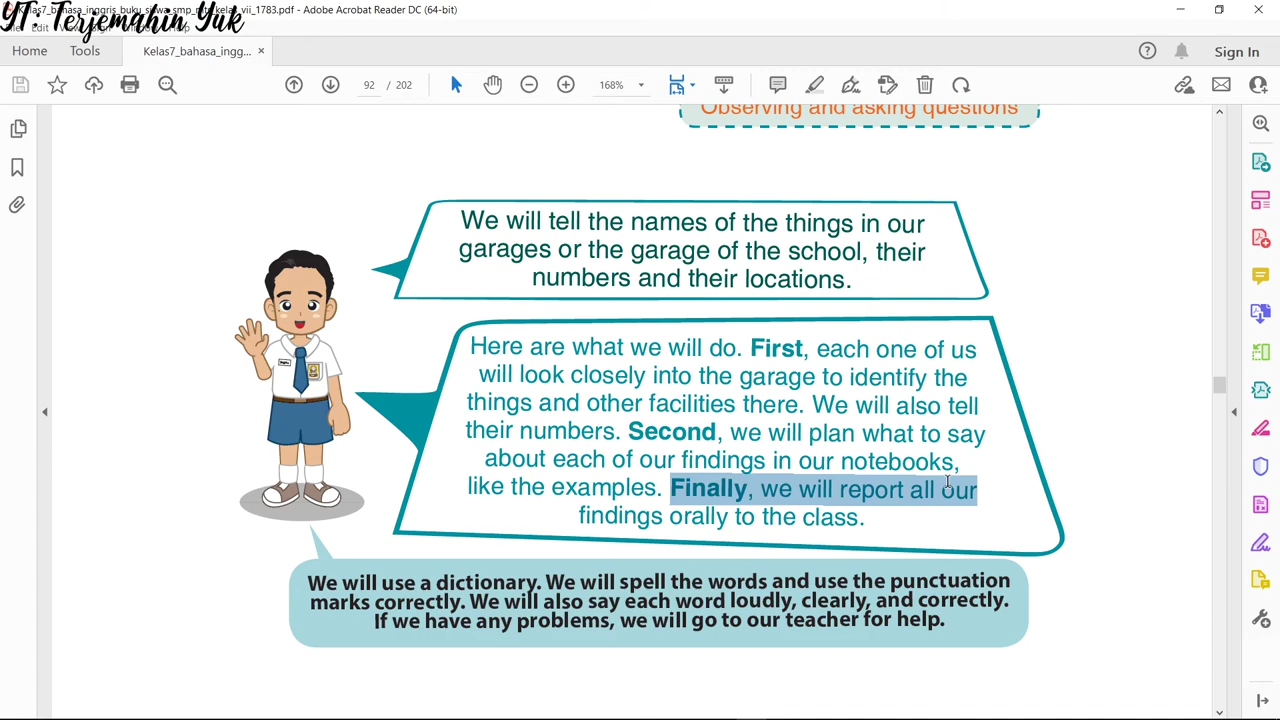 YT: Terjemahin Yuk
Kelas7_bahasa_inggris_buku_siswa_smp_mts_kelas_vii_1783.pdf - Adobe Acrobat Reader DC (64-bit)
Home Tools Kelas7_bahasa_ingg... × Sign In
92 / 202 168%
Observing and asking questions
We will tell the names of the things in our
garages or the garage of the school, their
numbers and their locations.
Here are what we will do. First, each one of us
will look closely into the garage to identify the
things and other facilities there. We will also tell
their numbers. Second, we will plan what to say
about each of our findings in our notebooks,
like the examples. Finally, we will report all our
findings orally to the class.
We will use a dictionary. We will spell the words and use the punctuation
marks correctly. We will also say each word loudly, clearly, and correctly.
If we have any problems, we will go to our teacher for help.